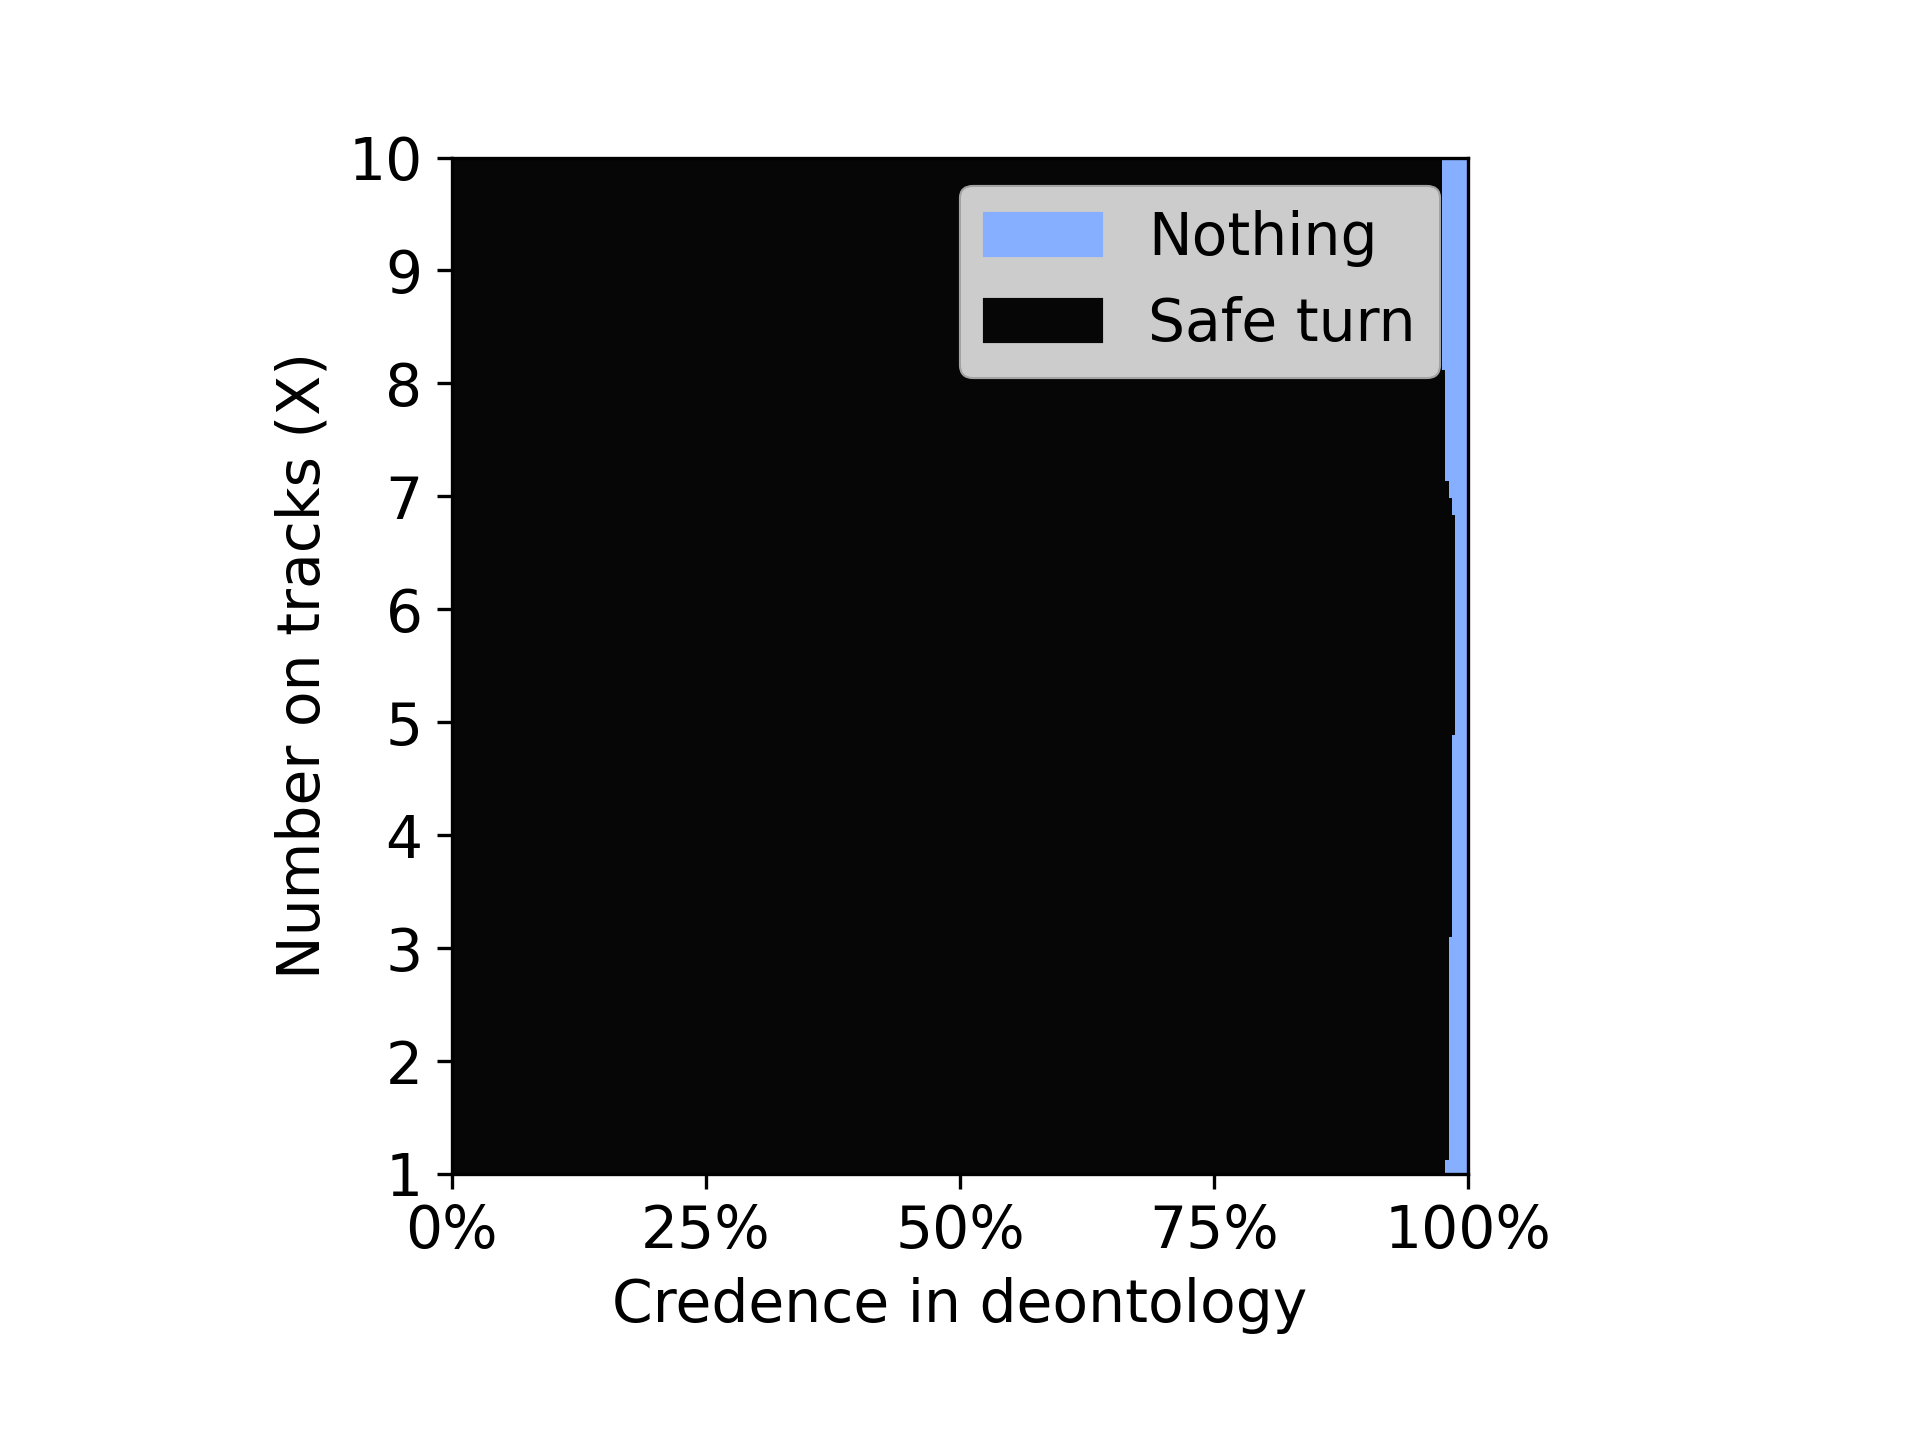 10
9
8
7
6
5
4
3
2
1
Number on tracks (X)
Nothing
Safe turn
0% 25% 50% 75% 100%
Credence in deontology